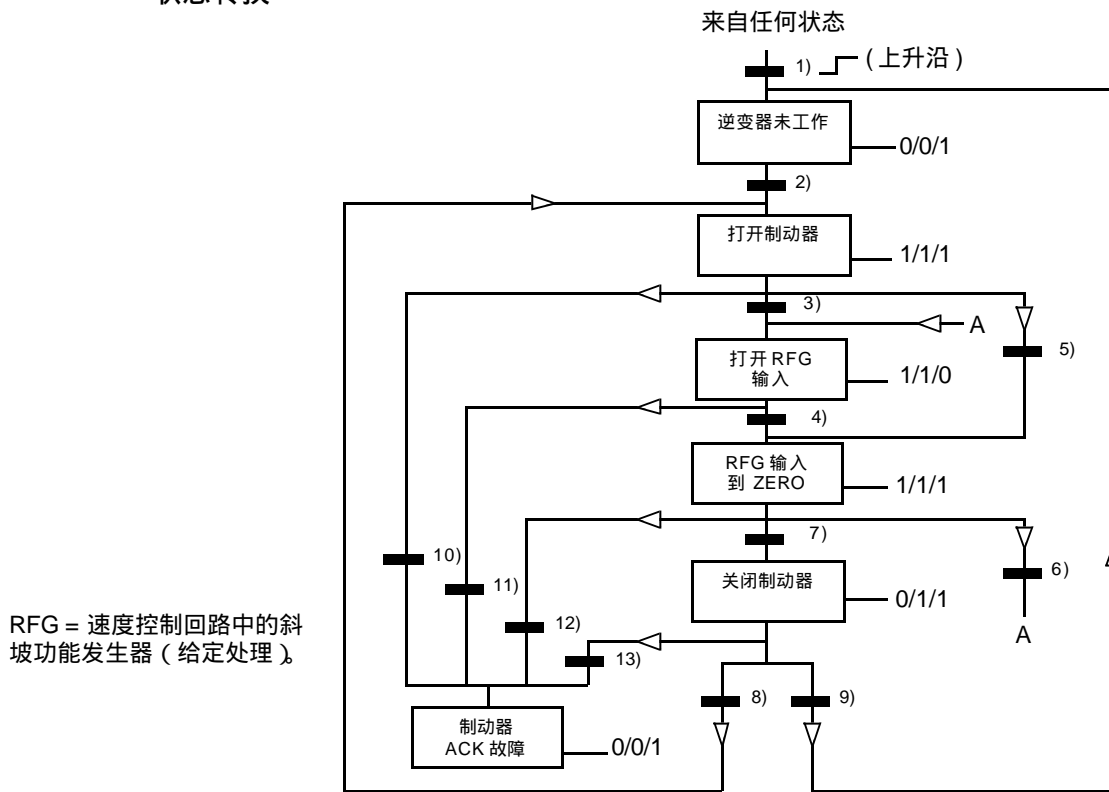 来自任何状态
1) (上升沿)
逆变器未工作
0/0/1
2)
打开制动器
1/1/1
3)
A
5)
打开 RFG
输入
1/1/0
4)
RFG 输入
到 ZERO
1/1/1
7)
10)
6)
11)
关闭制动器
0/1/1
12)
A
RFG = 速度控制回路中的斜
坡功能发生器 ( 给定处理 )。
13)
8)
9)
制动器
ACK 故障
0/0/1